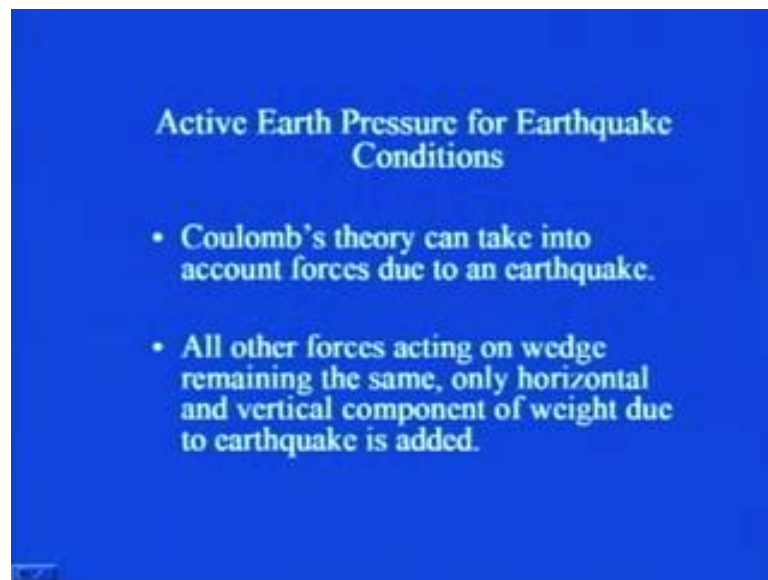 Active Earth Pressure for Earthquake
Conditions
• Coulomb's theory can take into
account forces due to an earthquake.
• All other forces acting on wedge
remaining the same, only horizontal
and vertical component of weight due
to earthquake is added.